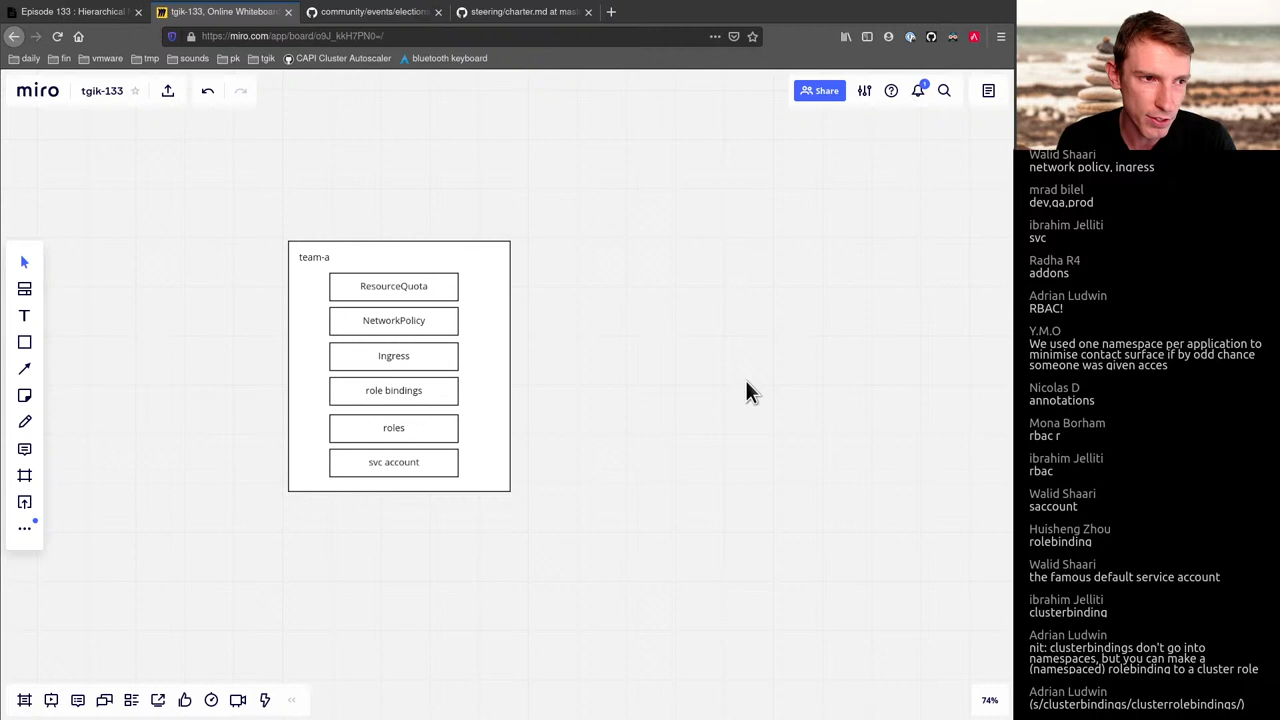 Episode 133 : Hierarchical N
tgik-133, Online Whiteboard
community/events/elections
steering/charter.md at mast
https://miro.com/app/board/o9J_kkH7PN0=/
daily
fin
vmware
tmp
sounds
pk
tgik
CAPI Cluster Autoscaler
bluetooth keyboard
miro
tgik-133
Share
team-a
ResourceQuota
NetworkPolicy
Ingress
role bindings
roles
svc account
74%
Walid Shaari
network policy, ingress
mrad bilel
dev,qa,prod
ibrahim Jelliti
svc
Radha R4
addons
Adrian Ludwin
RBAC!
Y.M.O
We used one namespace per application to
minimise contact surface if by odd chance
someone was given acces
Nicolas D
annotations
Mona Borham
rbac r
ibrahim Jelliti
rbac
Walid Shaari
saccount
Huisheng Zhou
rolebinding
Walid Shaari
the famous default service account
ibrahim Jelliti
clusterbinding
Adrian Ludwin
nit: clusterbindings don't go into
namespaces, but you can make a
(namespaced) rolebinding to a cluster role
Adrian Ludwin
(s/clusterbindings/clusterrolebindings/)